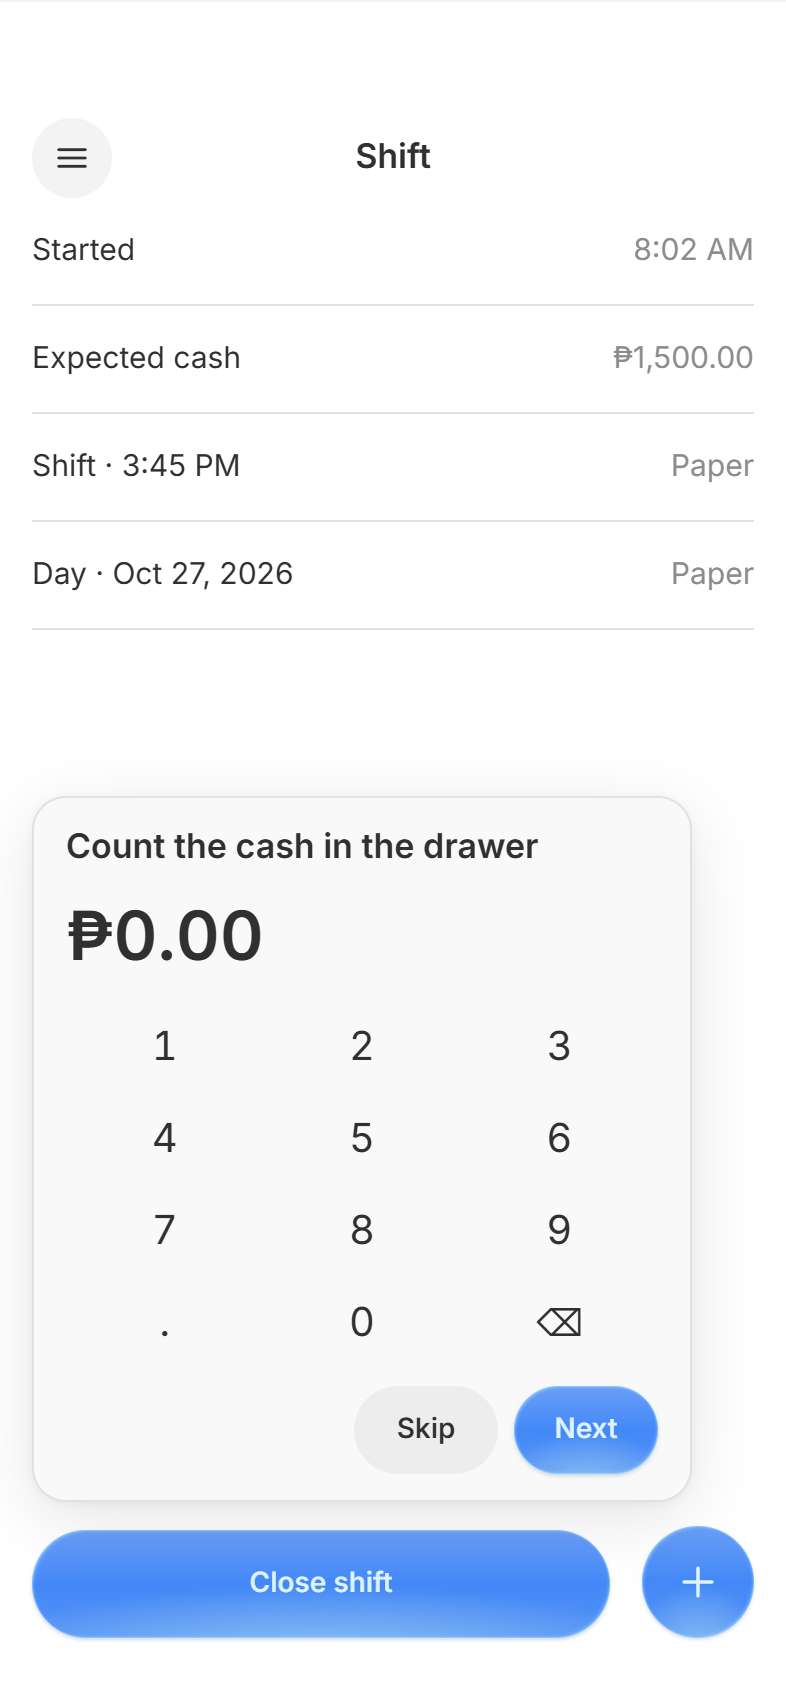 Shift
Started 8:02 AM
Expected cash ₱1,500.00
Shift · 3:45 PM Paper
Day · Oct 27, 2026 Paper
Count the cash in the drawer
₱0.00
1 2 3
4 5 6
7 8 9
. 0 ⌫
Skip Next
Close shift +